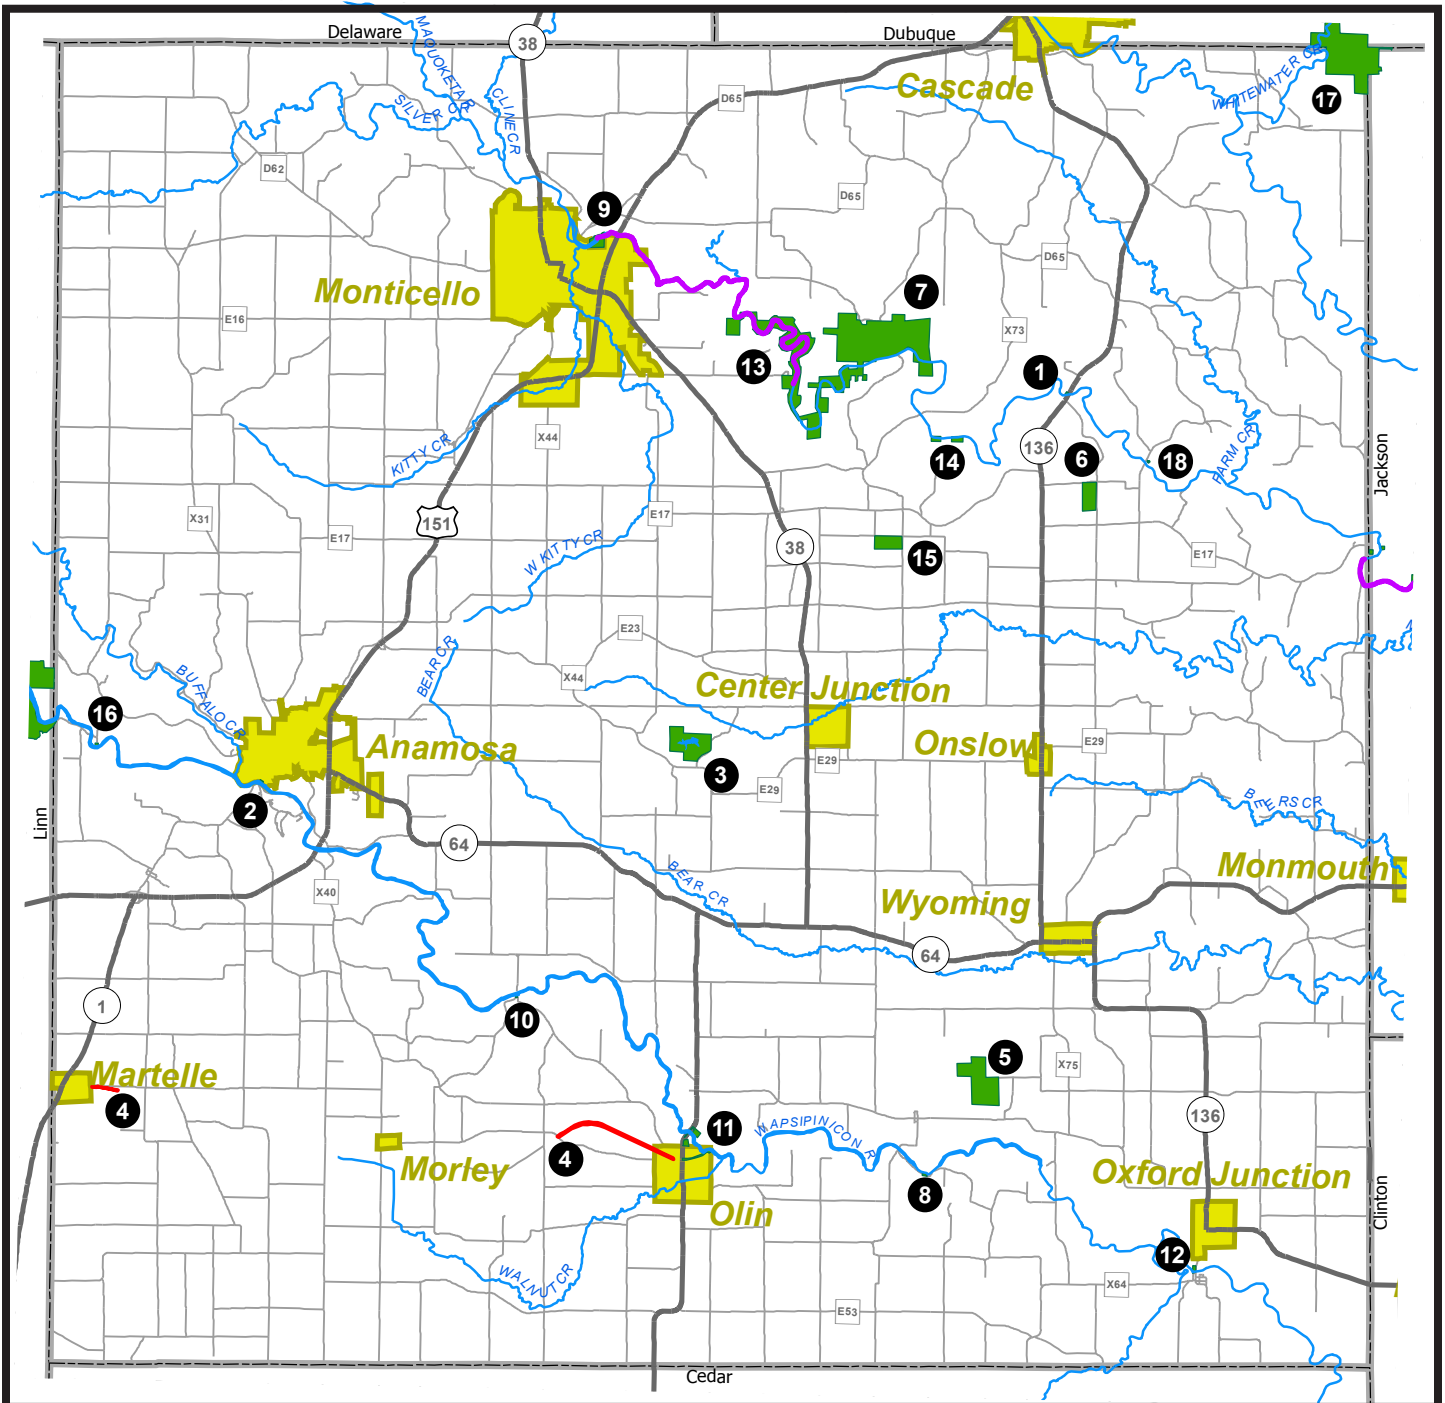 Delaware
Dubuque
38
MAQUOKETA R
SILVER CR
CLINE CR
Cascade
D65
WHITEWATER CR
17
D62
D65
9
D65
Monticello
7
E16
X73
13
1
X44
KITTY CR
136
6
14
18
FARM CR
Jackson
X31
151
E17
E17
38
15
E17
W KITTY CR
E23
BEAR CR
X44
BUFFALO CR
Center Junction
16
Anamosa
Onslow
E29
E29
3
E29
2
Linn
BEERS CR
64
Monmouth
BEAR CR
X40
Wyoming
64
1
10
5
X75
Martelle
4
136
11
WAPSIPINICON R
4
Morley
8
Oxford Junction
Olin
Clinton
12
WALNUT CR
X64
E53
Cedar